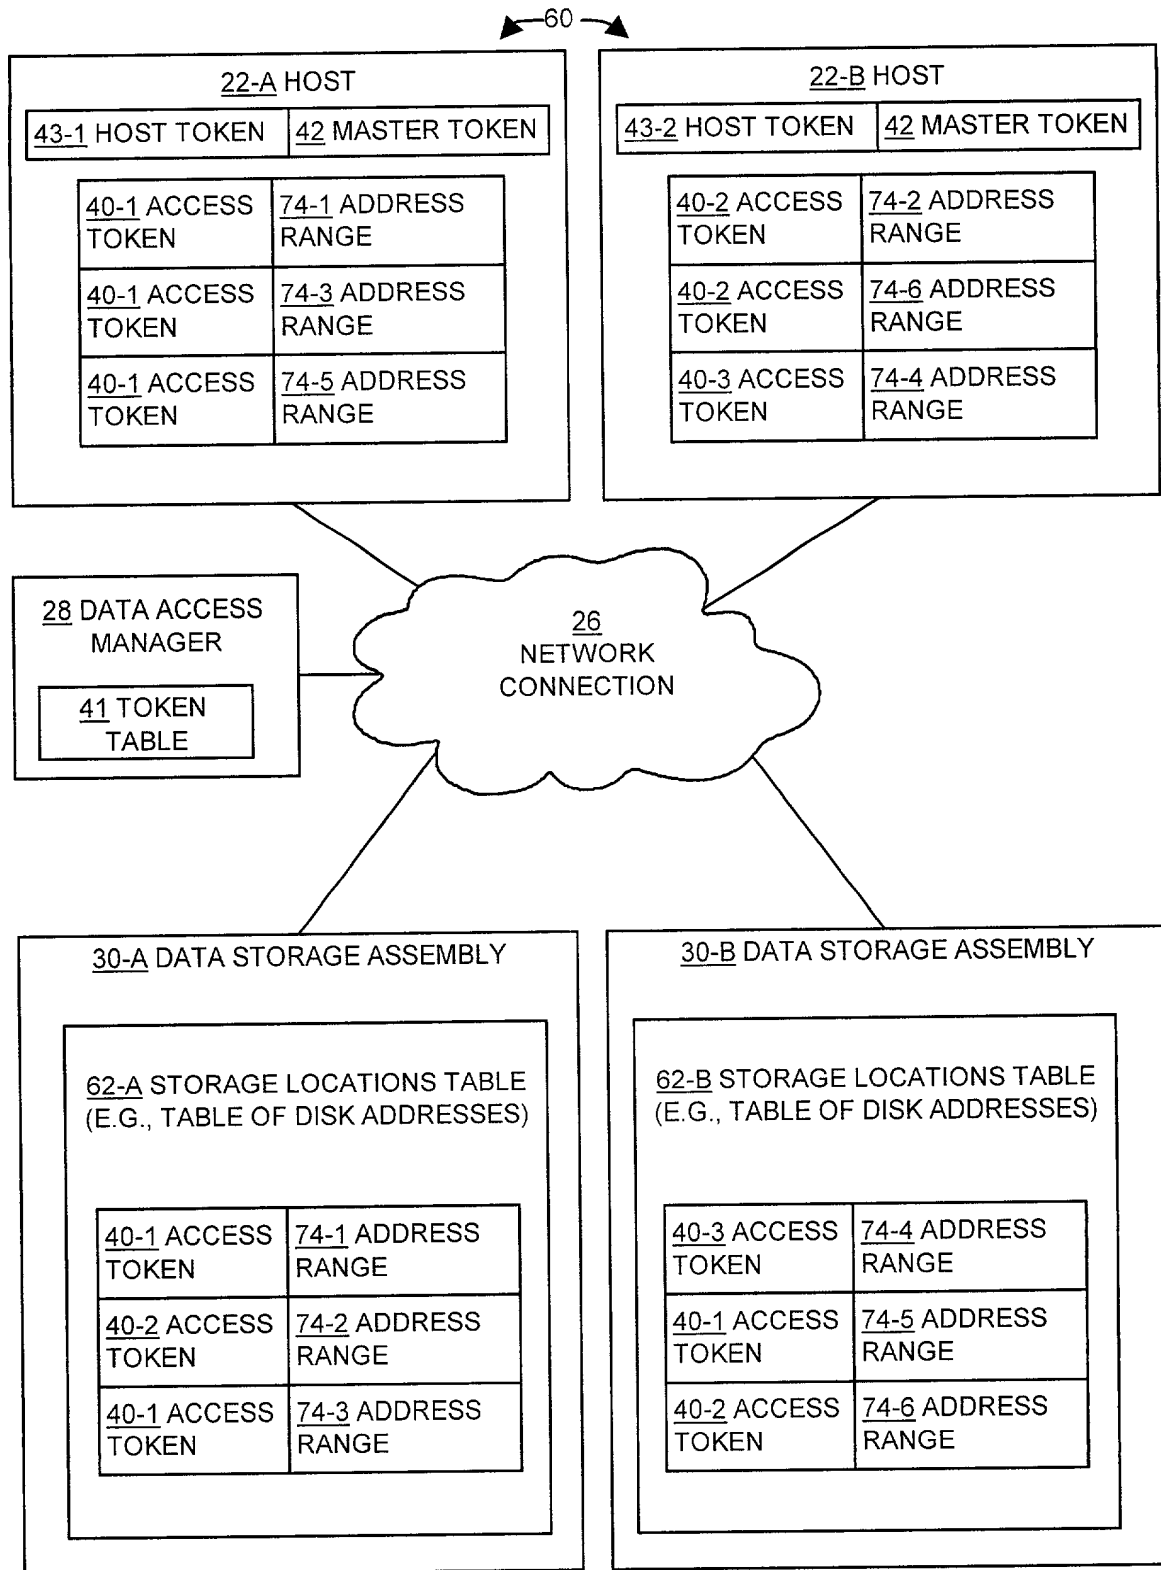 60
22-A HOST
43-1 HOST TOKEN
42 MASTER TOKEN
40-1 ACCESS
TOKEN
74-1 ADDRESS
RANGE
40-1 ACCESS
TOKEN
74-3 ADDRESS
RANGE
40-1 ACCESS
TOKEN
74-5 ADDRESS
RANGE
22-B HOST
43-2 HOST TOKEN
42 MASTER TOKEN
40-2 ACCESS
TOKEN
74-2 ADDRESS
RANGE
40-2 ACCESS
TOKEN
74-6 ADDRESS
RANGE
40-3 ACCESS
TOKEN
74-4 ADDRESS
RANGE
28 DATA ACCESS
MANAGER
41 TOKEN
TABLE
26
NETWORK
CONNECTION
30-A DATA STORAGE ASSEMBLY
62-A STORAGE LOCATIONS TABLE
(E.G., TABLE OF DISK ADDRESSES)
40-1 ACCESS
TOKEN
74-1 ADDRESS
RANGE
40-2 ACCESS
TOKEN
74-2 ADDRESS
RANGE
40-1 ACCESS
TOKEN
74-3 ADDRESS
RANGE
30-B DATA STORAGE ASSEMBLY
62-B STORAGE LOCATIONS TABLE
(E.G., TABLE OF DISK ADDRESSES)
40-3 ACCESS
TOKEN
74-4 ADDRESS
RANGE
40-1 ACCESS
TOKEN
74-5 ADDRESS
RANGE
40-2 ACCESS
TOKEN
74-6 ADDRESS
RANGE